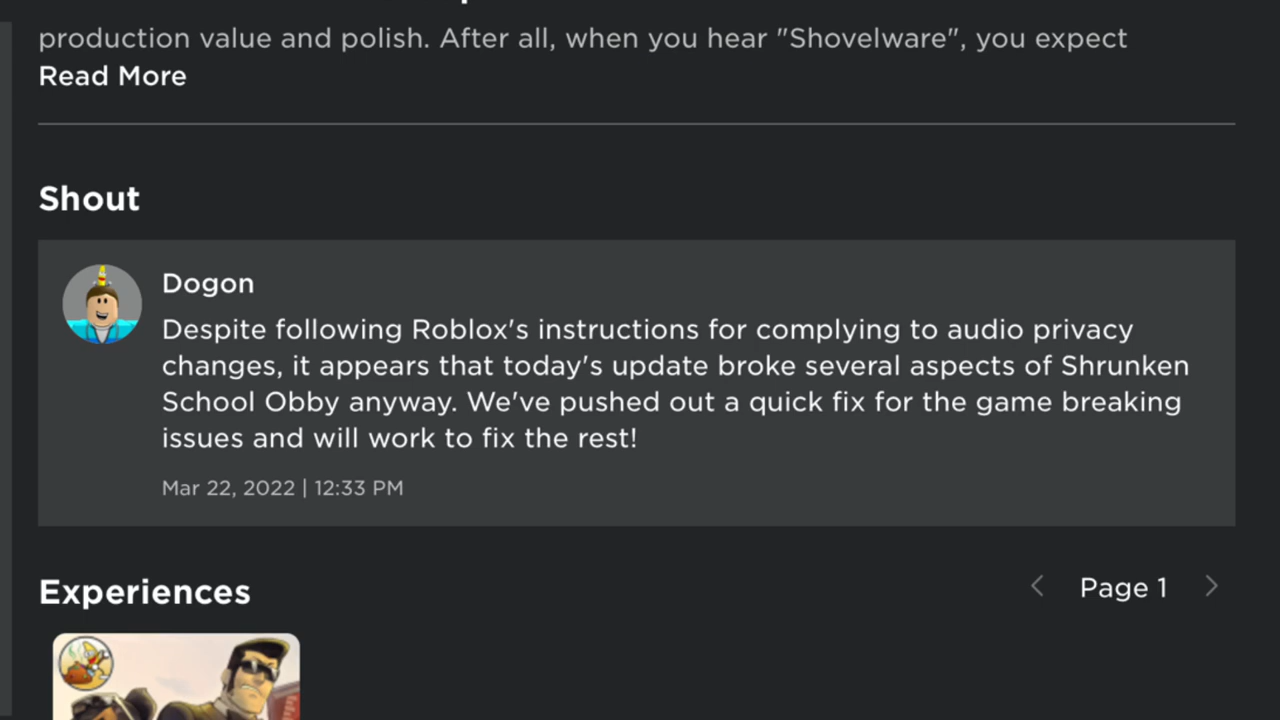 production value and polish. After all, when you hear "Shovelware", you expect
Read More
Shout
Dogon
Despite following Roblox's instructions for complying to audio privacy
changes, it appears that today's update broke several aspects of Shrunken
School Obby anyway. We've pushed out a quick fix for the game breaking
issues and will work to fix the rest!
Mar 22, 2022 | 12:33 PM
Experiences
Page 1